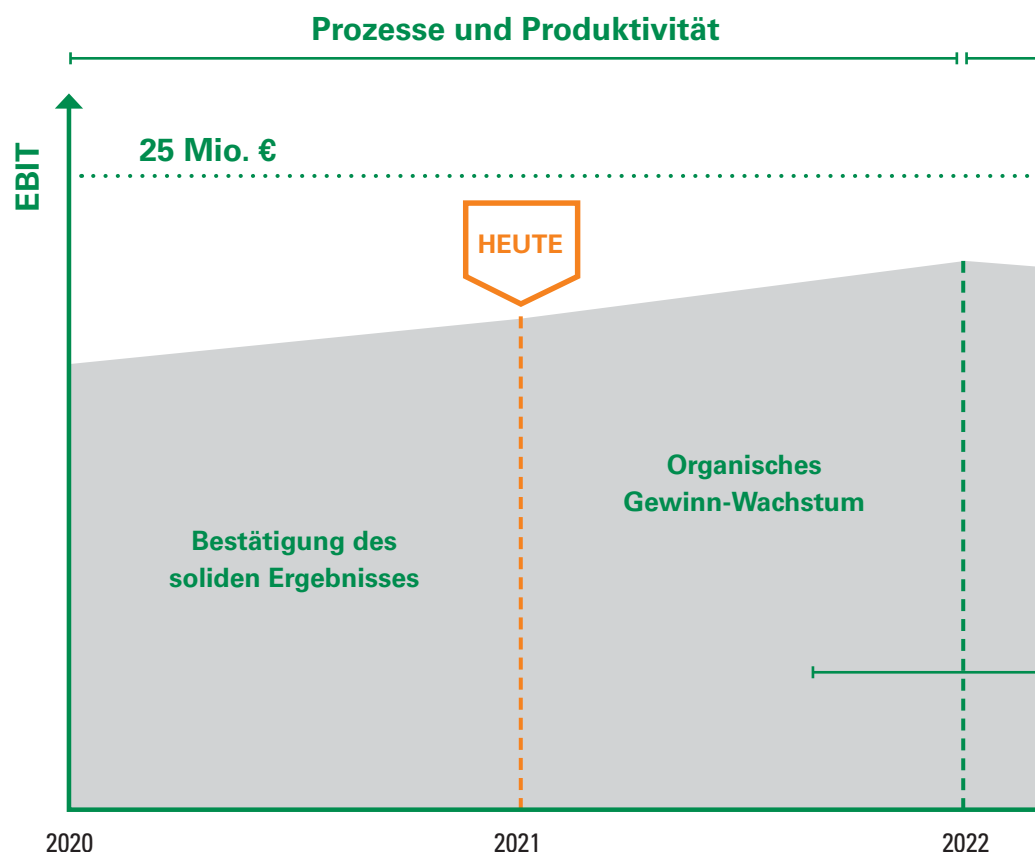 Prozesse und Produktivität
EBIT
25 Mio. €
HEUTE
Organisches
Gewinn-Wachstum
Bestätigung des
soliden Ergebnisses
2020
2021
2022